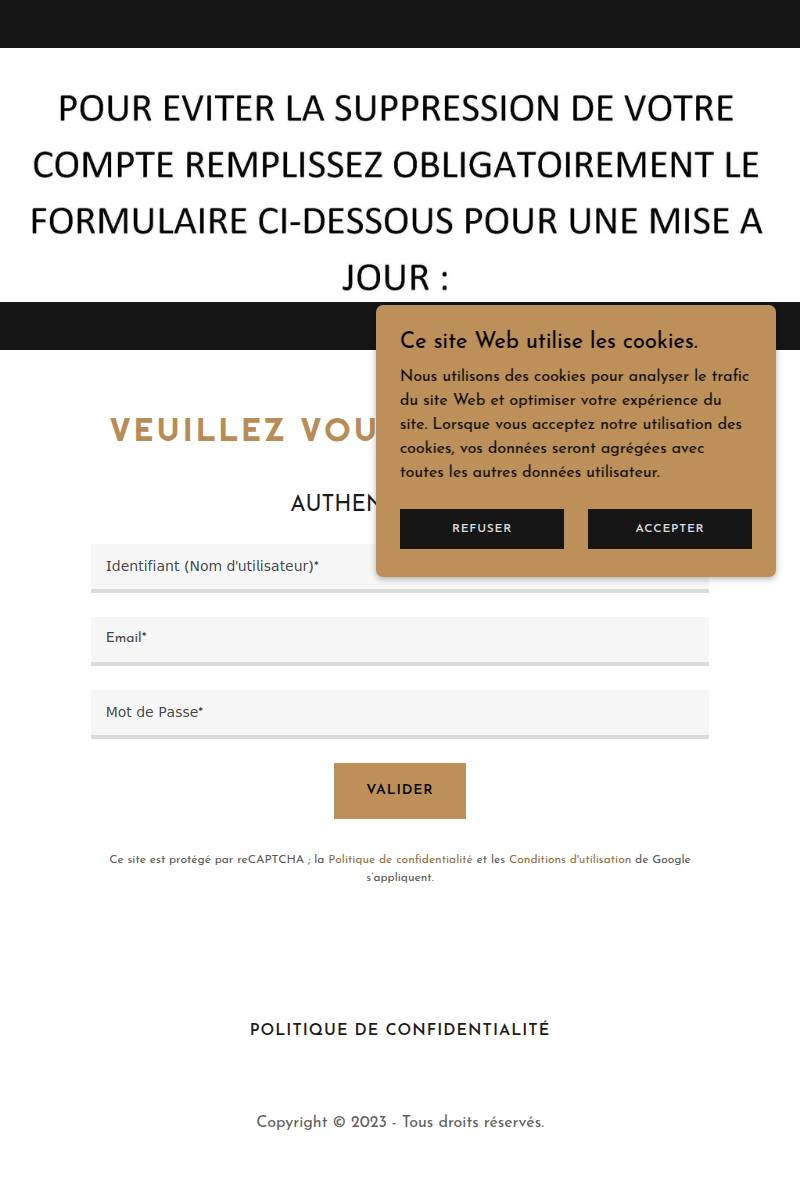 POUR EVITER LA SUPPRESSION DE VOTRE
COMPTE REMPLISSEZ OBLIGATOIREMENT LE
FORMULAIRE CI-DESSOUS POUR UNE MISE A
JOUR :
Ce site Web utilise les cookies.
Nous utilisons des cookies pour analyser le trafic
du site Web et optimiser votre expérience du
site. Lorsque vous acceptez notre utilisation des
cookies, vos données seront agrégées avec
toutes les autres données utilisateur.
REFUSER ACCEPTER
VEUILLEZ
Identifiant (Nom d'utilisateur)*
Email*
Mot de Passe*
VALIDER
Ce site est protégé par reCAPTCHA ; la Politique de confidentialité et les Conditions d'utilisation de Google
s'appliquent.
POLITIQUE DE CONFIDENTIALITÉ
Copyright © 2023 - Tous droits réservés.